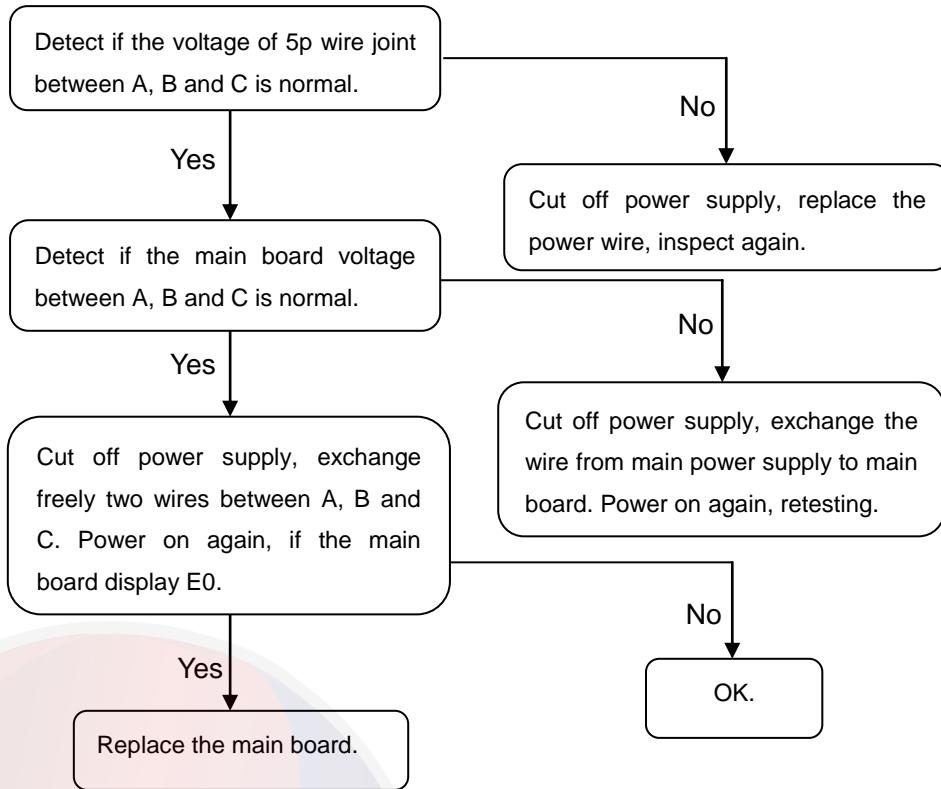 Detect if the voltage of 5p wire joint
between A, B and C is normal.
No
Yes
Cut off power supply, replace the
power wire, inspect again.
Detect if the main board voltage
between A, B and C is normal.
No
Yes
Cut off power supply, exchange the
wire from main power supply to main
board. Power on again, retesting.
Cut off power supply, exchange
freely two wires between A, B and
C. Power on again, if the main
board display E0.
No
Yes
OK.
Replace the main board.